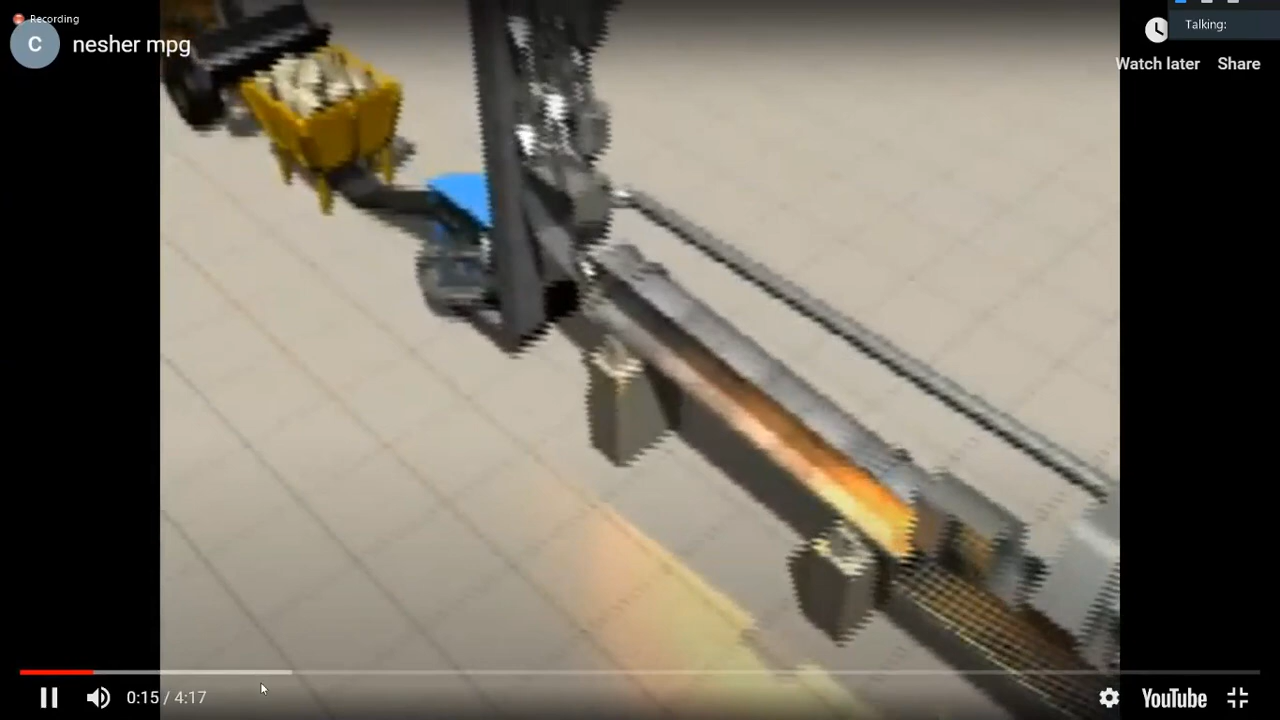 Recording
C
nesher mpg
Talking:
Watch later
Share
0:15 / 4:17
YouTube